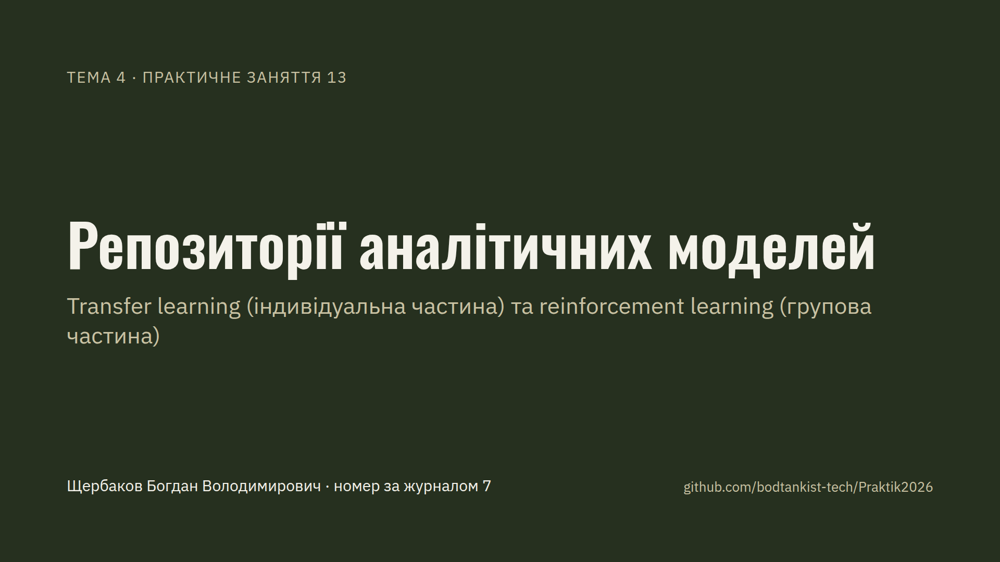 ТЕМА 4 · ПРАКТИЧНЕ ЗАНЯТТЯ 13
Репозиторії аналітичних моделей
Transfer learning (індивідуальна частина) та reinforcement learning (групова
частина)
Щербаков Богдан Володимирович · номер за журналом 7
github.com/bodtankist-tech/Praktik2026